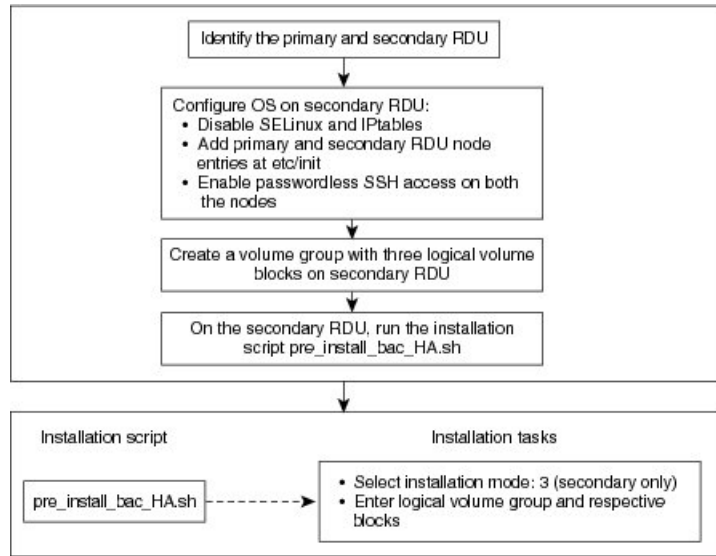 Identify the primary and secondary RDU
Configure OS on secondary RDU:
• Disable SELinux and IPtables
• Add primary and secondary RDU node
entries at etc/init
• Enable passwordless SSH access on both
the nodes
Create a volume group with three logical volume
blocks on secondary RDU
On the secondary RDU, run the installation
script pre_install_bac_HA.sh
Installation script
Installation tasks
pre_install_bac_HA.sh
• Select installation mode: 3 (secondary only)
• Enter logical volume group and respective
blocks